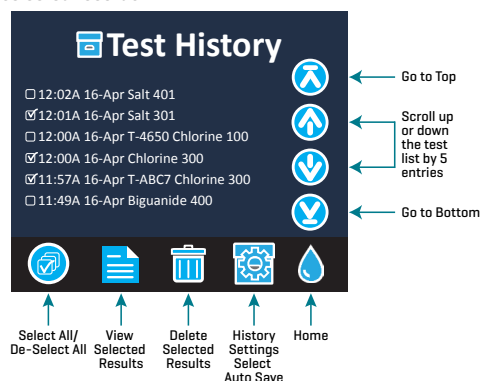 Test History
12:02A 16-Apr Salt 401
12:01A 16-Apr Salt 301
12:00A 16-Apr T-4650 Chlorine 100
12:00A 16-Apr Chlorine 300
11:57A 16-Apr T-ABC7 Chlorine 300
11:49A 16-Apr Biguanide 400
Go to Top
Scroll up
or down
the test
list by 5
entries
Go to Bottom
Select All/
De-Select All
View
Selected
Results
Delete
Selected
Results
History
Settings
Select
Auto Save
Home